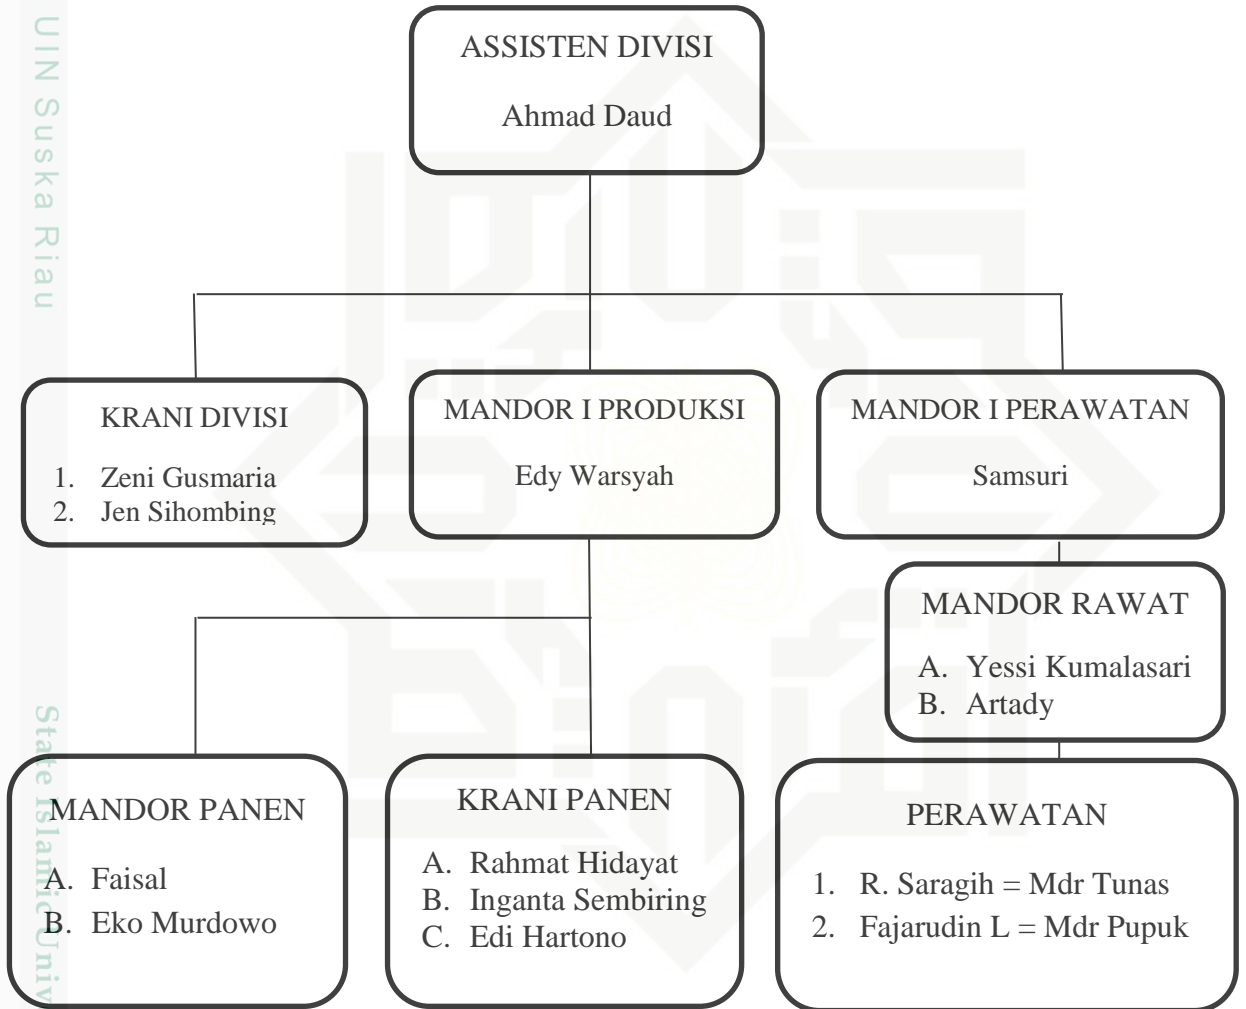 UIN Suska Riau
State Islamic Univ
ASSISTEN DIVISI
Ahmad Daud
KRANI DIVISI
1. Zeni Gusmaria
2. Jen Sihombing
MANDOR I PRODUKSI
Edy Warsyah
MANDOR I PERAWATAN
Samsuri
MANDOR RAWAT
A. Yessi Kumalasari
B. Artady
MANDOR PANEN
A. Faisal
B. Eko Murdowo
KRANI PANEN
A. Rahmat Hidayat
B. Inganta Sembiring
C. Edi Hartono
PERAWATAN
1. R. Saragih = Mdr Tunas
2. Fajarudin L = Mdr Pupuk